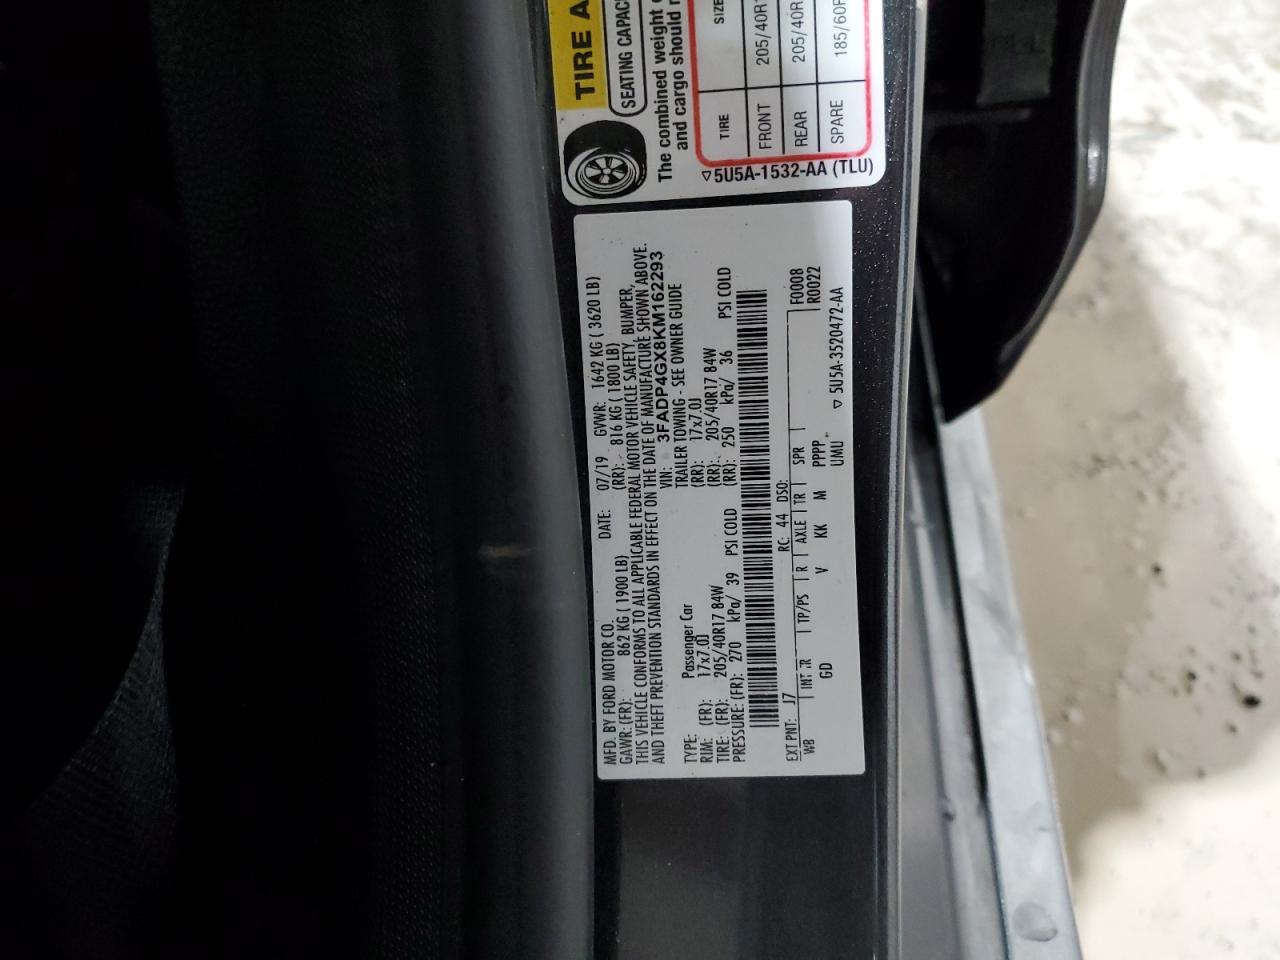 TIRE A
SEATING CAPAC
The combined weight
and cargo should
TIRE SIZE
FRONT 205/40R1
REAR 205/40R
SPARE 185/60R
▽5U5A-1532-AA (TLU)
MFD. BY FORD MOTOR CO. DATE: 07/19 GVWR: 1642 KG ( 3620 LB)
GAWR: (FR): 862 KG ( 1900 LB) (RR): 816 KG ( 1800 LB)
THIS VEHICLE CONFORMS TO ALL APPLICABLE FEDERAL MOTOR VEHICLE SAFETY, BUMPER,
AND THEFT PREVENTION STANDARDS IN EFFECT ON THE DATE OF MANUFACTURE SHOWN ABOVE.
VIN: 3FADP4GX8KM162293
TYPE: Passenger Car TRAILER TOWING - SEE OWNER GUIDE
RIM: (FR): 17x7.0J (RR): 17x7.0J
TIRE: (FR): 205/40R17 84W (RR): 205/40R17 84W
PRESSURE: (FR): 270 kPa/ 39 PSI COLD (RR): 250 kPa/ 36 PSI COLD
EXT PNT: J7 RC: 44 DSO: F0008
WB INT TR TP/PS R AXLE TR SPR R0022
GD V KK M PPPP
UMU ▽ 5U5A-3520472-AA